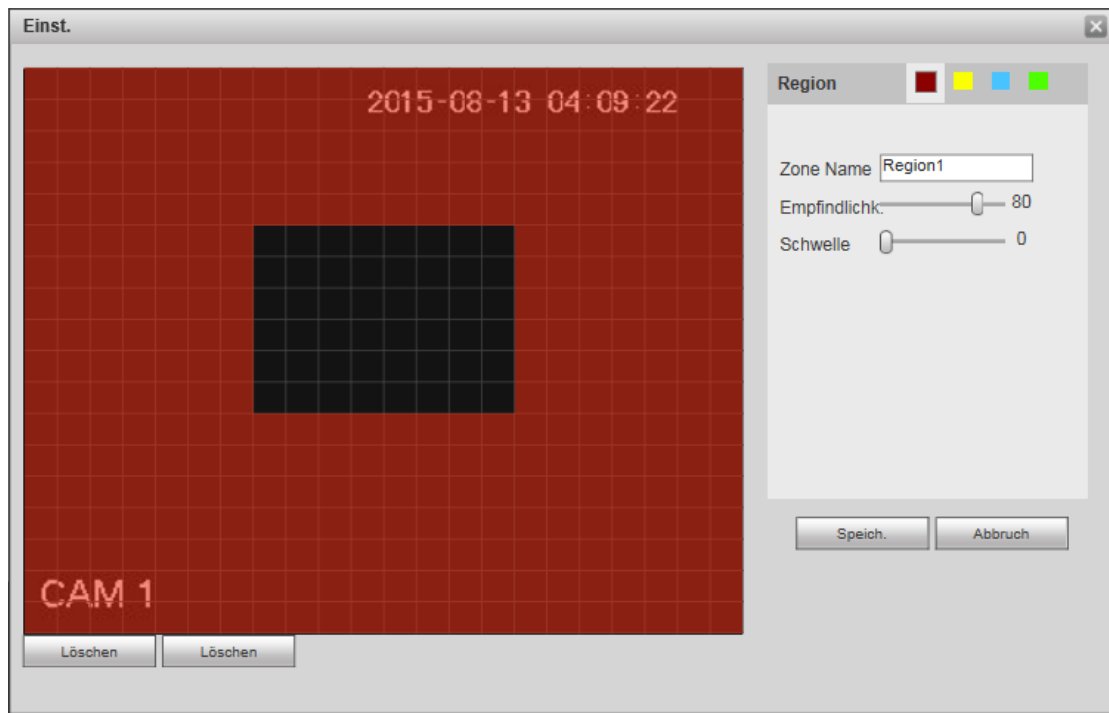 Einst.
2015-08-13 04:09:22
CAM 1
Löschen
Löschen
Region
Zone Name
Region1
Empfindlichk.
80
Schwelle
0
Speich.
Abbruch